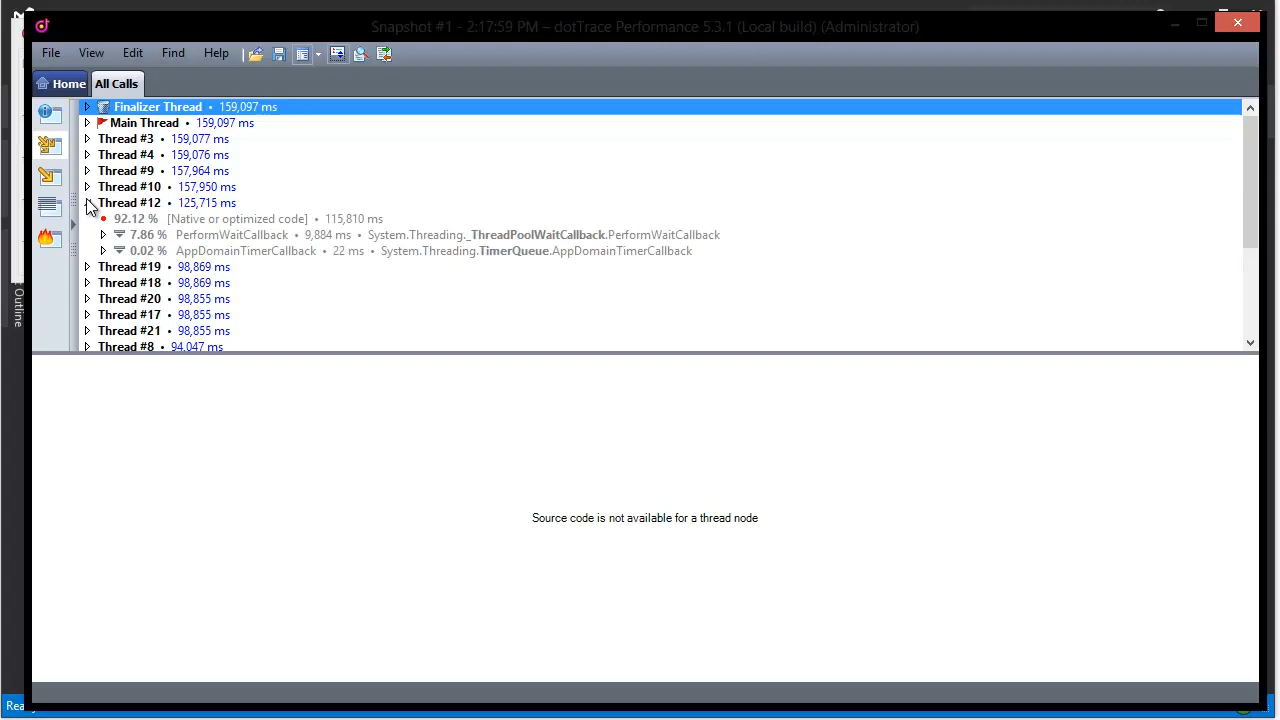 Snapshot #1 - 2:17:59 PM – dotTrace Performance 5.3.1 (Local build) (Administrator)
File View Edit Find Help
Home All Calls
Finalizer Thread • 159,097 ms
Main Thread • 159,097 ms
Thread #3 • 159,077 ms
Thread #4 • 159,076 ms
Thread #9 • 157,964 ms
Thread #10 • 157,950 ms
Thread #12 • 125,715 ms
92.12 % [Native or optimized code] • 115,810 ms
7.86 % PerformWaitCallback • 9,884 ms • System.Threading._ThreadPoolWaitCallback.PerformWaitCallback
0.02 % AppDomainTimerCallback • 22 ms • System.Threading.TimerQueue.AppDomainTimerCallback
Thread #19 • 98,869 ms
Thread #18 • 98,869 ms
Thread #20 • 98,855 ms
Thread #17 • 98,855 ms
Thread #21 • 98,855 ms
Thread #8 • 94,047 ms
Outline
Source code is not available for a thread node